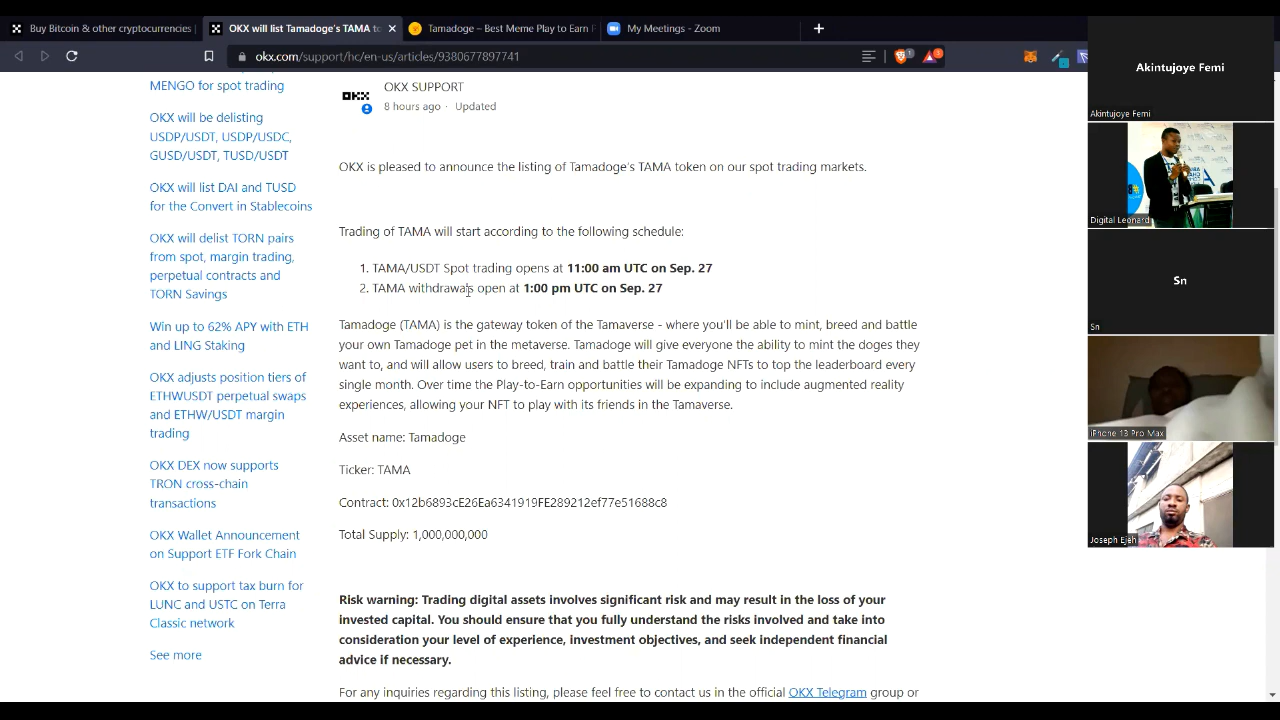 Buy Bitcoin & other cryptocurrencies
OKX will list Tamadoge's TAMA to
Tamadoge – Best Meme Play to Earn
My Meetings - Zoom
okx.com/support/hc/en-us/articles/9380677897741
MENGO for spot trading
OKX will be delisting
USDP/USDT, USDP/USDC,
GUSD/USDT, TUSD/USDT
OKX will list DAI and TUSD
for the Convert in Stablecoins
OKX will delist TORN pairs
from spot, margin trading,
perpetual contracts and
TORN Savings
Win up to 62% APY with ETH
and LING Staking
OKX adjusts position tiers of
ETHWUSDT perpetual swaps
and ETHW/USDT margin
trading
OKX DEX now supports
TRON cross-chain
transactions
OKX Wallet Announcement
on Support ETF Fork Chain
OKX to support tax burn for
LUNC and USTC on Terra
Classic network
See more
OKX
OKX SUPPORT
8 hours ago · Updated
OKX is pleased to announce the listing of Tamadoge's TAMA token on our spot trading markets.
Trading of TAMA will start according to the following schedule:
1. TAMA/USDT Spot trading opens at 11:00 am UTC on Sep. 27
2. TAMA withdrawals open at 1:00 pm UTC on Sep. 27
Tamadoge (TAMA) is the gateway token of the Tamaverse - where you'll be able to mint, breed and battle
your own Tamadoge pet in the metaverse. Tamadoge will give everyone the ability to mint the doges they
want to, and will allow users to breed, train and battle their Tamadoge NFTs to top the leaderboard every
single month. Over time the Play-to-Earn opportunities will be expanding to include augmented reality
experiences, allowing your NFT to play with its friends in the Tamaverse.
Asset name: Tamadoge
Ticker: TAMA
Contract: 0x12b6893cE26Ea6341919FE289212ef77e51688c8
Total Supply: 1,000,000,000
Risk warning: Trading digital assets involves significant risk and may result in the loss of your
invested capital. You should ensure that you fully understand the risks involved and take into
consideration your level of experience, investment objectives, and seek independent financial
advice if necessary.
For any inquiries regarding this listing, please feel free to contact us in the official OKX Telegram group or
Akintujoye Femi
Akintujoye Femi
Digital Leonard
Sn
Sn
iPhone 13 Pro Max
Joseph Ejeh